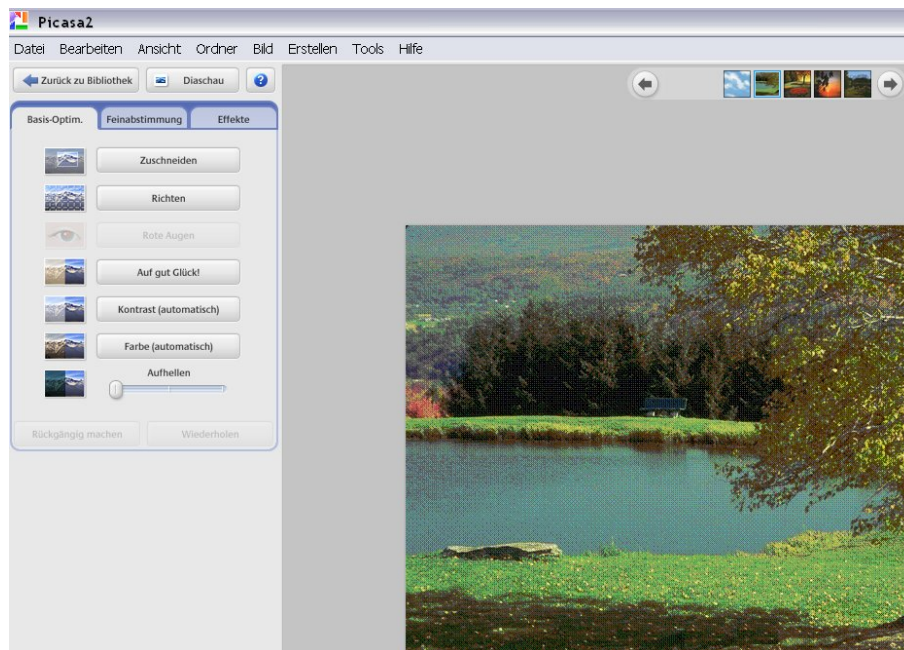 Picasa2
Datei Bearbeiten Ansicht Ordner Bild Erstellen Tools Hilfe
Zurück zu Bibliothek Diaschau ?
Basis-Optim. Feinabstimmung Effekte
Zuschneiden
Richten
Rote Augen
Auf gut Glück!
Kontrast (automatisch)
Farbe (automatisch)
Aufhellen
Rückgängig machen Wiederholen